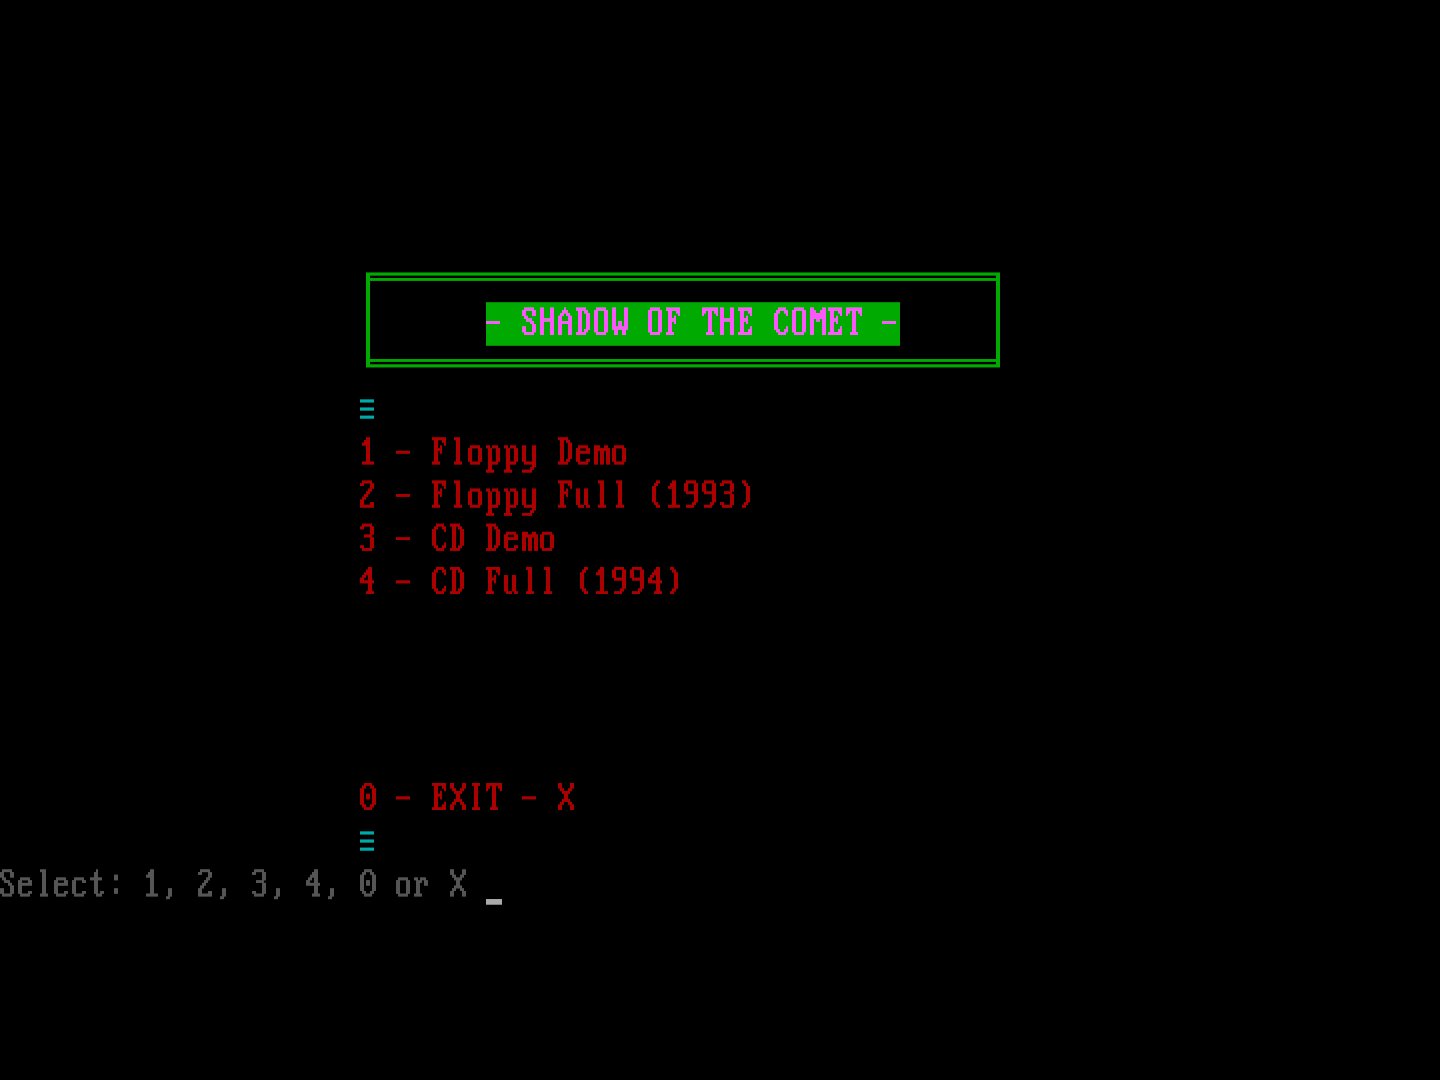 - SHADOW OF THE COMET -
≡
1 - Floppy Demo
2 - Floppy Full (1993)
3 - CD Demo
4 - CD Full (1994)
0 - EXIT - X
≡
Select: 1, 2, 3, 4, 0 or X _